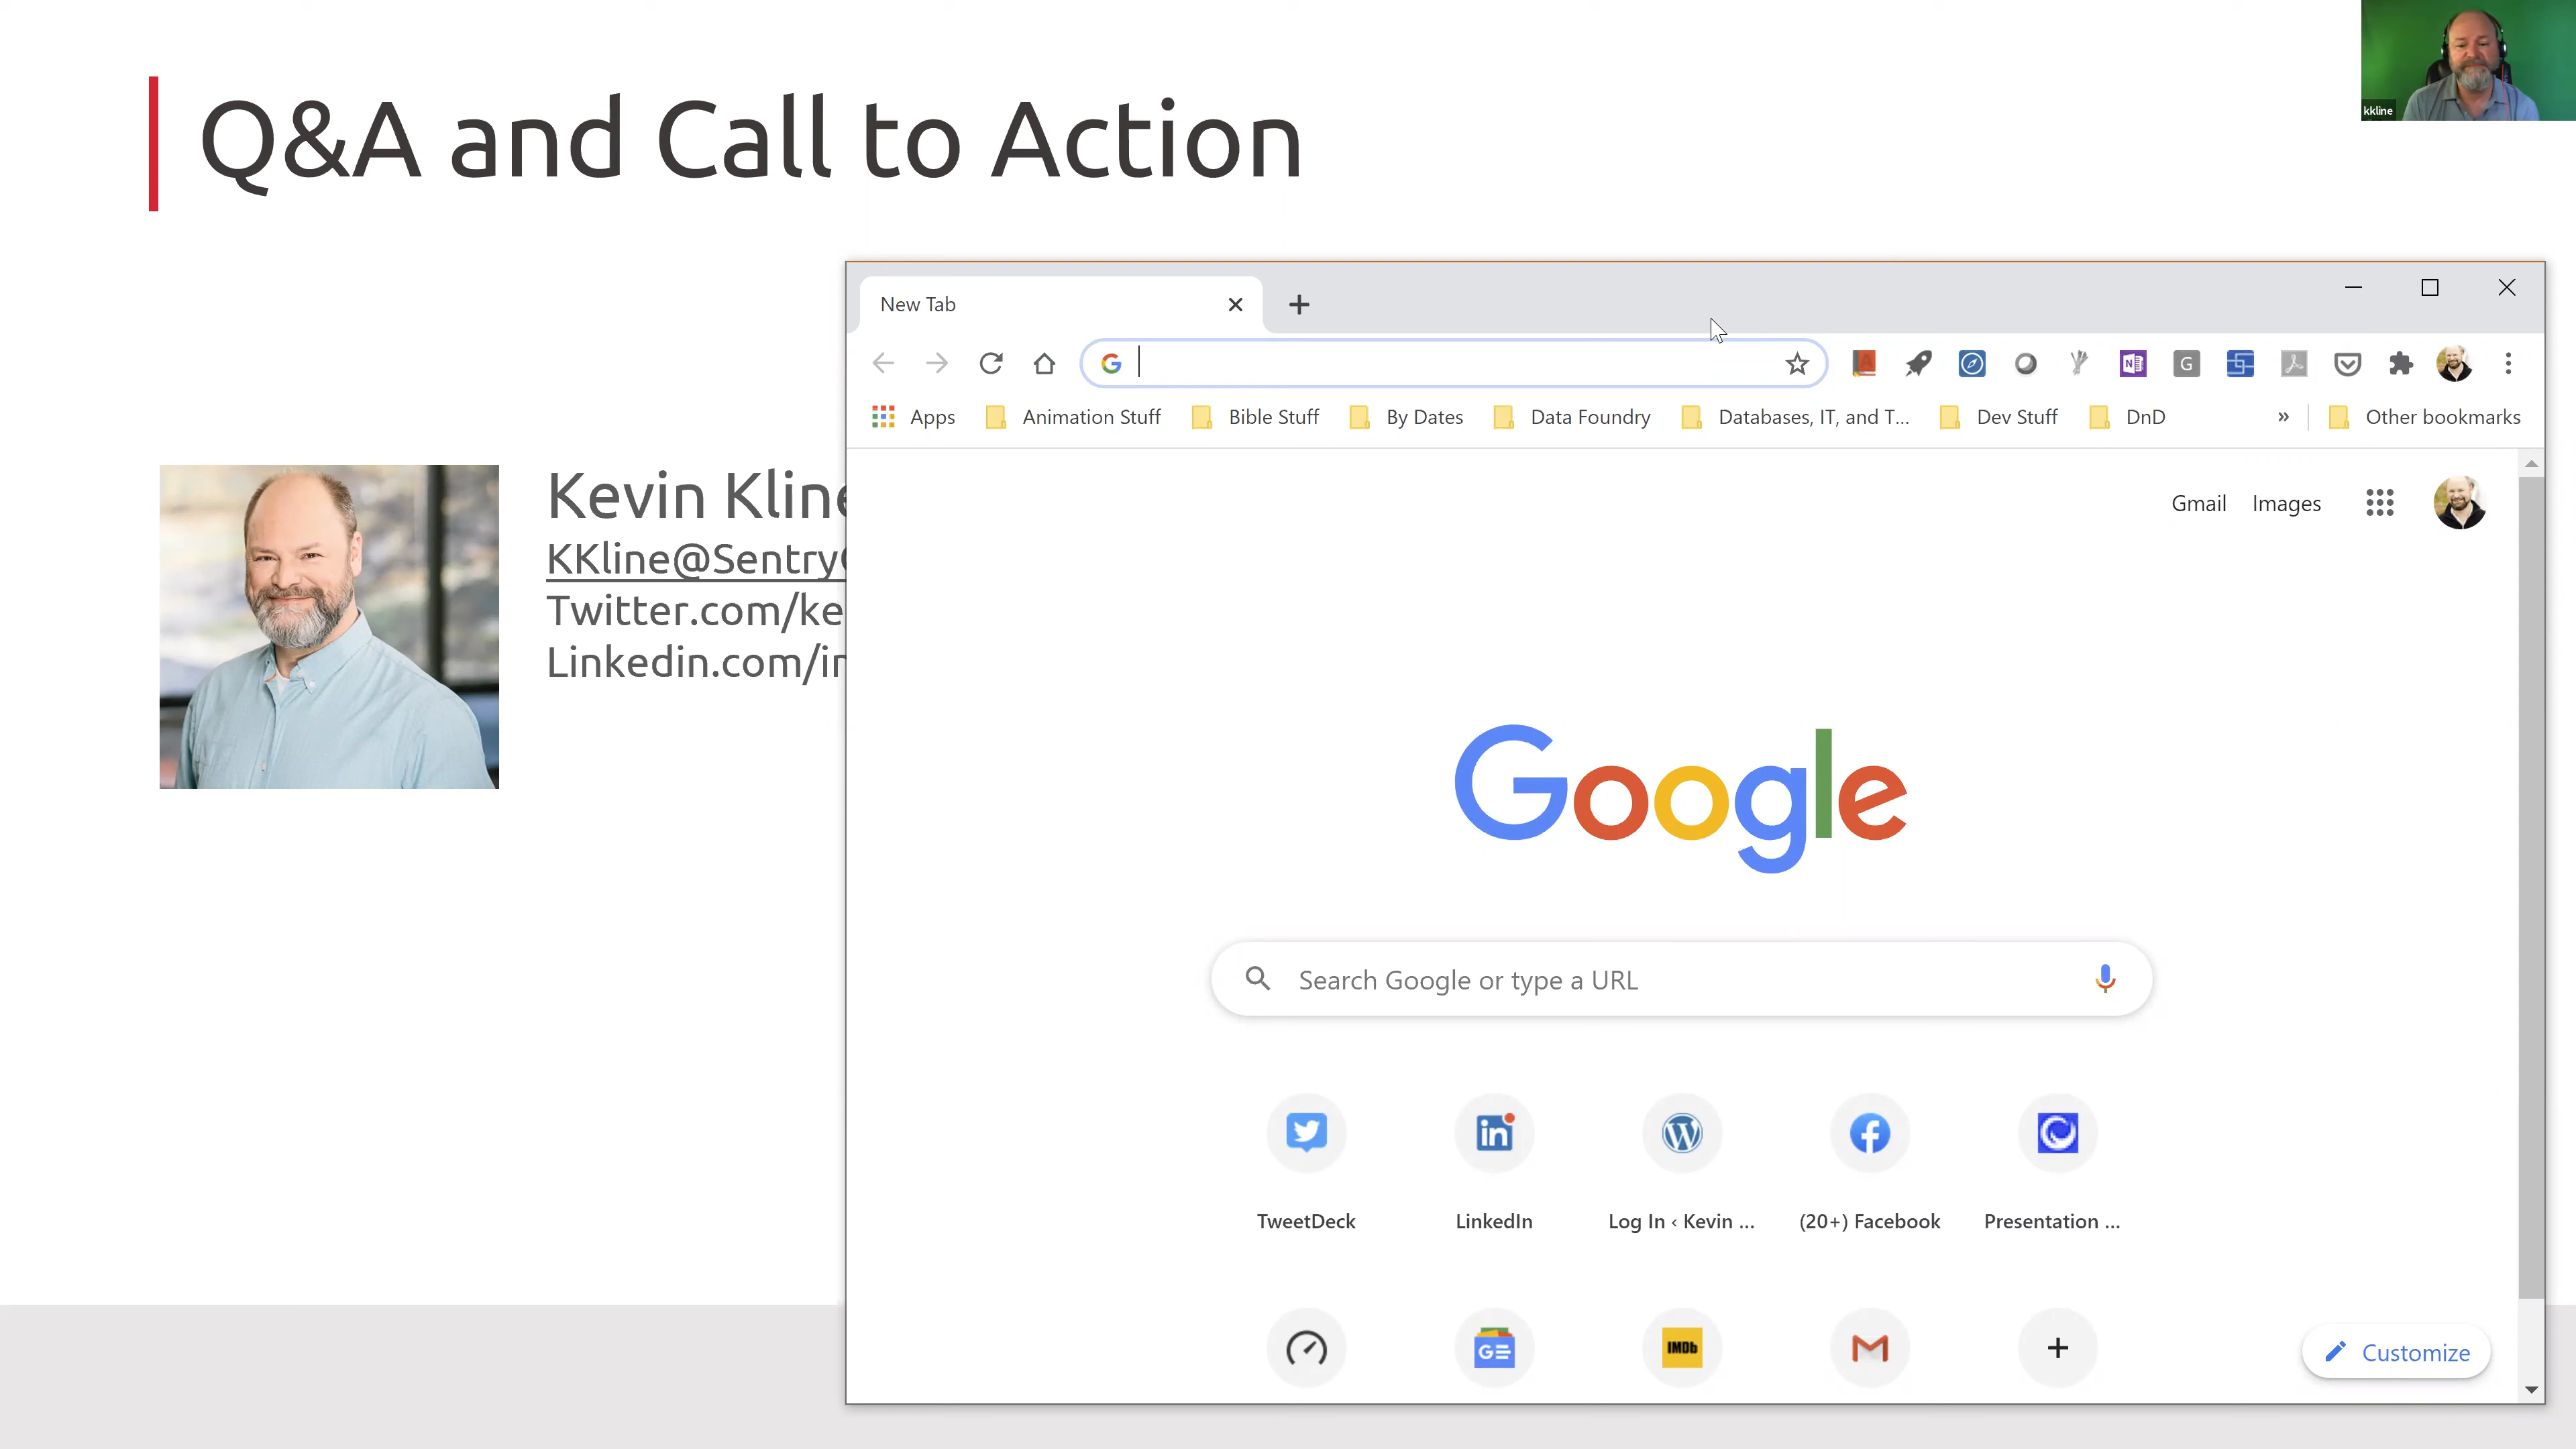 Q&A and Call to Action
kkline
New Tab
Apps
Animation Stuff
Bible Stuff
By Dates
Data Foundry
Databases, IT, and T...
Dev Stuff
DnD
»
Other bookmarks
Kevin Kline
KKline@Sentry
Twitter.com/ke
Linkedin.com/in
Gmail
Images
Google
Search Google or type a URL
TweetDeck
LinkedIn
Log In ‹ Kevin ...
(20+) Facebook
Presentation ...
IMDb
Customize